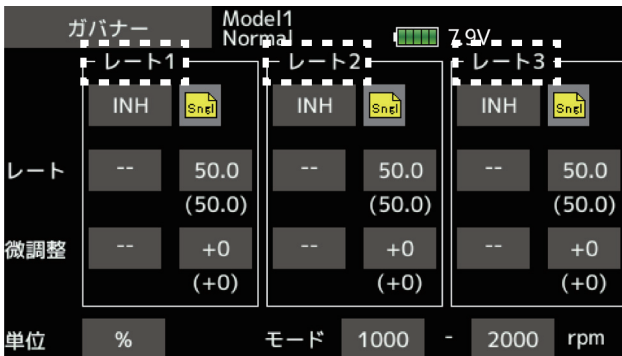 ガバナー Model1
Normal 7.9V
レート1 レート2 レート3
INH Sngl INH Sngl INH Sngl
レート -- 50.0 -- 50.0 -- 50.0
(50.0) (50.0) (50.0)
微調整 -- +0 -- +0 -- +0
(+0) (+0) (+0)
単位 % モード 1000 - 2000 rpm